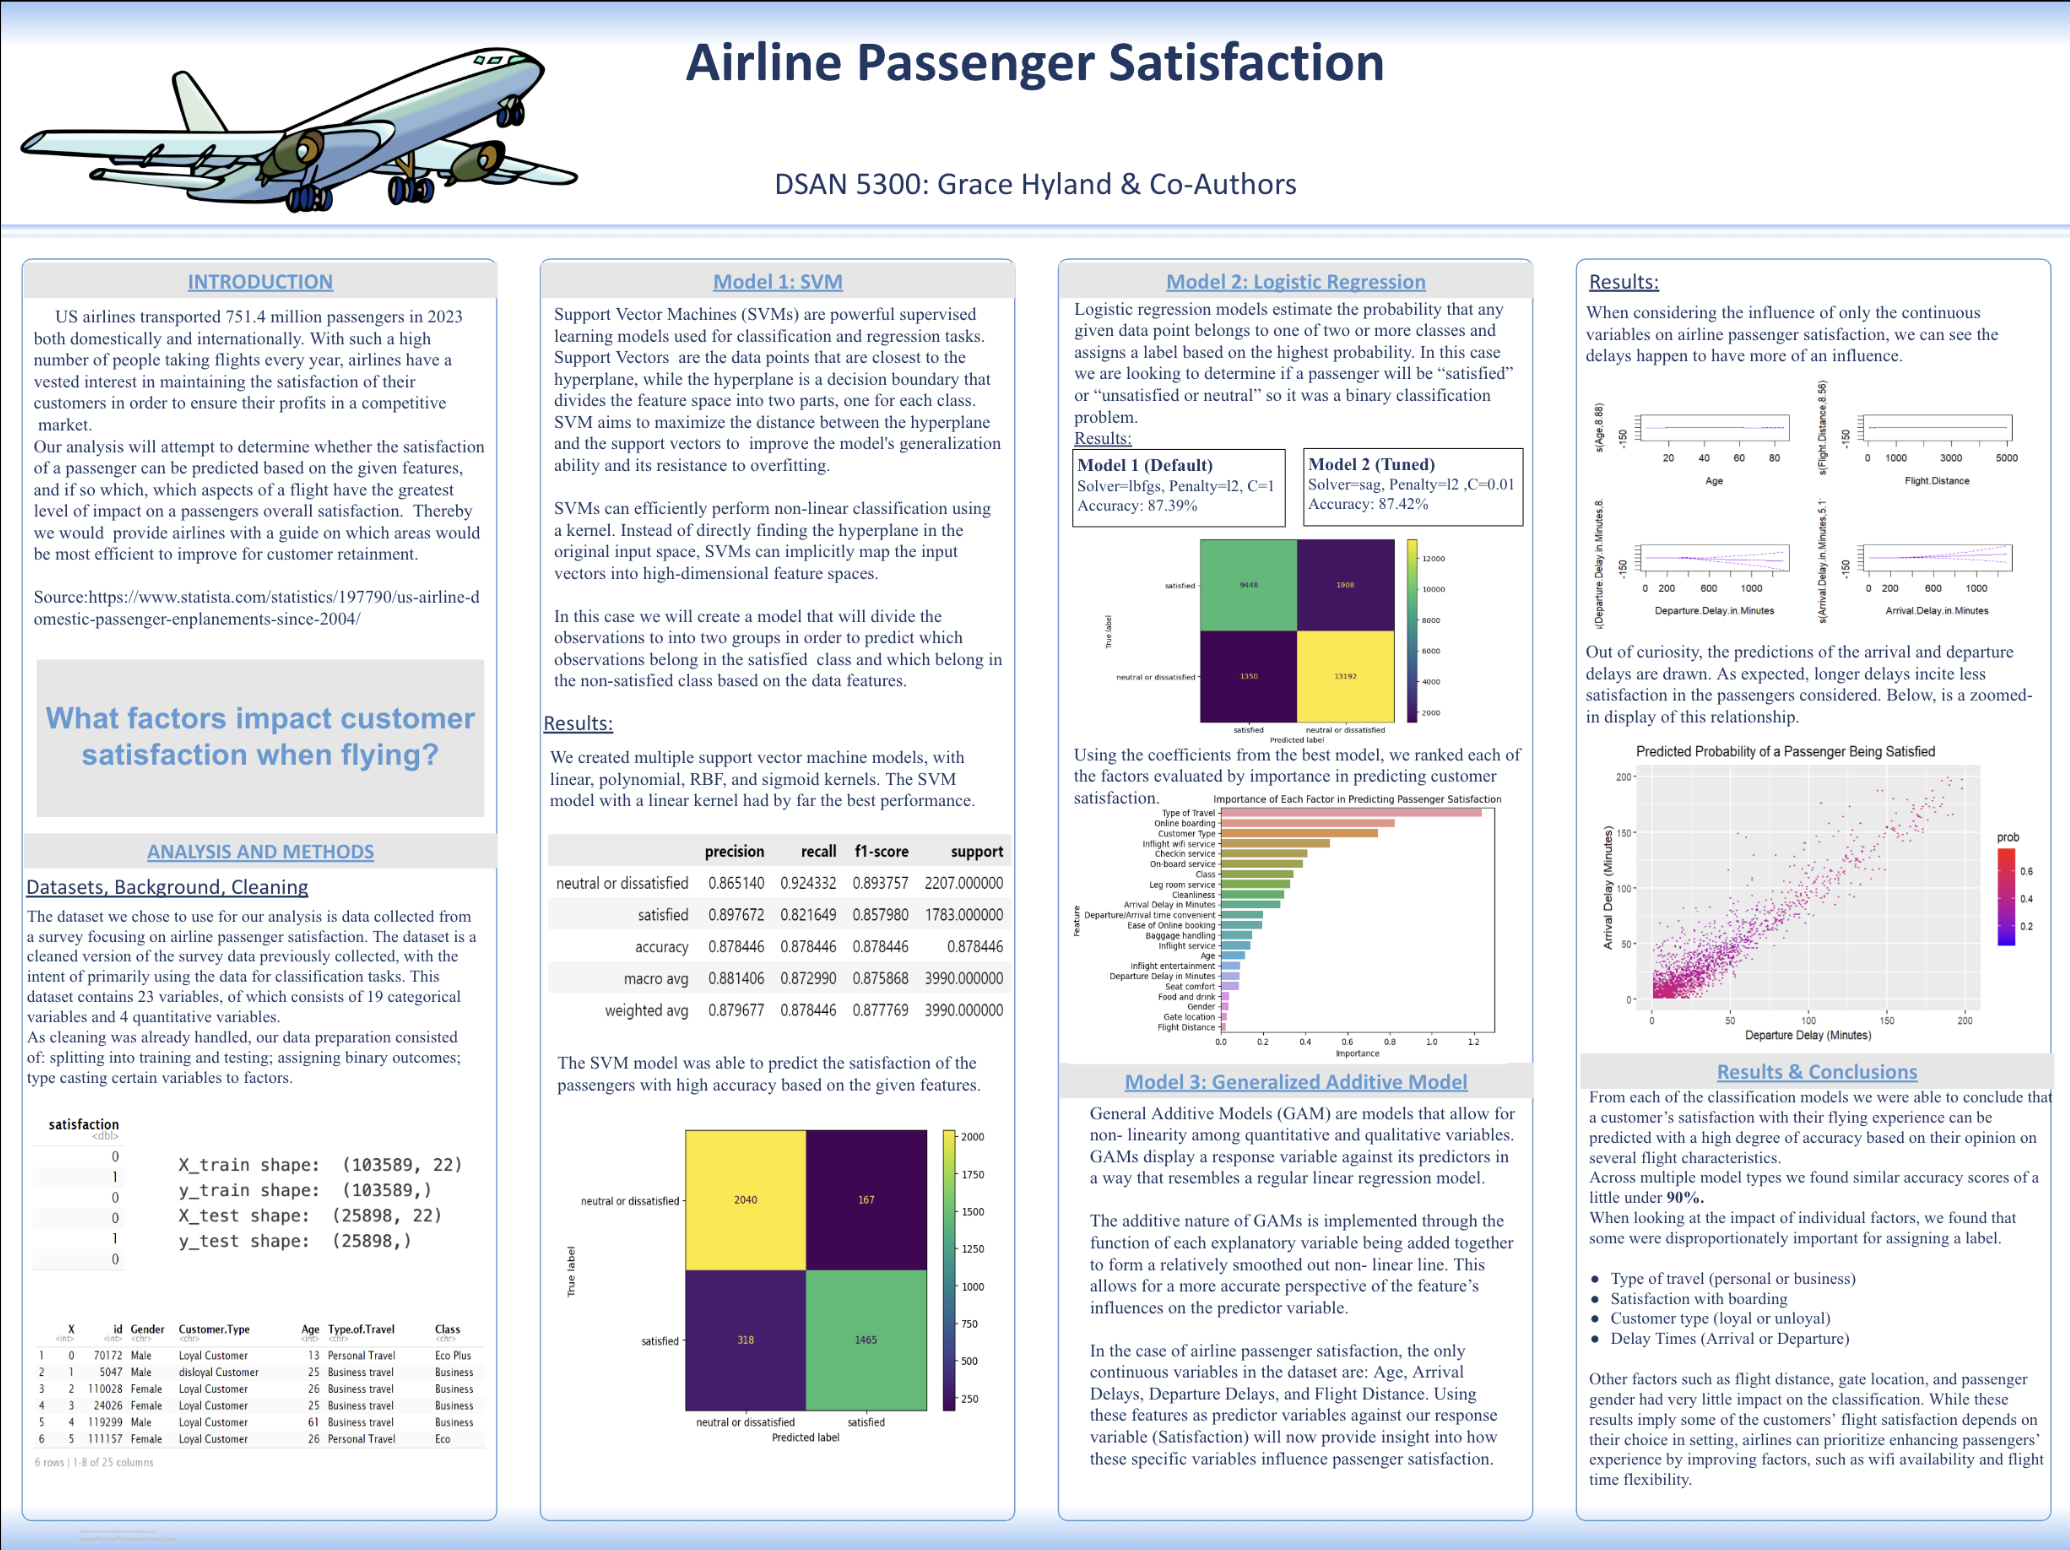 Airline Passenger Satisfaction
DSAN 5300: Grace Hyland & Co-Authors
INTRODUCTION
US airlines transported 751.4 million passengers in 2023
both domestically and internationally. With such a high
number of people taking flights every year, airlines have a
vested interest in maintaining the satisfaction of their
customers in order to ensure their profits in a competitive
market.
Our analysis will attempt to determine whether the satisfaction
of a passenger can be predicted based on the given features,
and if so which, which aspects of a flight have the greatest
level of impact on a passengers overall satisfaction. Thereby
we would provide airlines with a guide on which areas would
be most efficient to improve for customer retainment.
Source:https://www.statista.com/statistics/197790/us-airline-d
omestic-passenger-enplanements-since-2004/
What factors impact customer
satisfaction when flying?
ANALYSIS AND METHODS
Datasets, Background, Cleaning
The dataset we chose to use for our analysis is data collected from
a survey focusing on airline passenger satisfaction. The dataset is a
cleaned version of the survey data previously collected, with the
intent of primarily using the data for classification tasks. This
dataset contains 23 variables, of which consists of 19 categorical
variables and 4 quantitative variables.
As cleaning was already handled, our data preparation consisted
of: splitting into training and testing; assigning binary outcomes;
type casting certain variables to factors.
satisfaction
<dbl>
0
1
0
0
1
0
X_train shape: (103589, 22)
y_train shape: (103589,)
X_test shape: (25898, 22)
y_test shape: (25898,)
X id Gender Customer.Type Age Type.of.Travel Class
<int> <int> <chr> <chr> <int> <chr> <chr>
1 0 70172 Male Loyal Customer 13 Personal Travel Eco Plus
2 1 5047 Male disloyal Customer 25 Business travel Business
3 2 110028 Female Loyal Customer 26 Business travel Business
4 3 24026 Female Loyal Customer 25 Business travel Business
5 4 119299 Male Loyal Customer 61 Business travel Business
6 5 111157 Female Loyal Customer 26 Personal Travel Eco
6 rows | 1-8 of 25 columns
Model 1: SVM
Support Vector Machines (SVMs) are powerful supervised
learning models used for classification and regression tasks.
Support Vectors are the data points that are closest to the
hyperplane, while the hyperplane is a decision boundary that
divides the feature space into two parts, one for each class.
SVM aims to maximize the distance between the hyperplane
and the support vectors to improve the model's generalization
ability and its resistance to overfitting.
SVMs can efficiently perform non-linear classification using
a kernel. Instead of directly finding the hyperplane in the
original input space, SVMs can implicitly map the input
vectors into high-dimensional feature spaces.
In this case we will create a model that will divide the
observations to into two groups in order to predict which
observations belong in the satisfied class and which belong in
the non-satisfied class based on the data features.
Results:
We created multiple support vector machine models, with
linear, polynomial, RBF, and sigmoid kernels. The SVM
model with a linear kernel had by far the best performance.
precision recall f1-score support
neutral or dissatisfied 0.865140 0.924332 0.893757 2207.000000
satisfied 0.897672 0.821649 0.857980 1783.000000
accuracy 0.878446 0.878446 0.878446 0.878446
macro avg 0.881406 0.872990 0.875868 3990.000000
weighted avg 0.879677 0.878446 0.877769 3990.000000
The SVM model was able to predict the satisfaction of the
passengers with high accuracy based on the given features.
True label
neutral or dissatisfied 2040 167
satisfied 318 1465
neutral or dissatisfied satisfied
Predicted label
2000
1750
1500
1250
1000
750
500
250
Model 2: Logistic Regression
Logistic regression models estimate the probability that any
given data point belongs to one of two or more classes and
assigns a label based on the highest probability. In this case
we are looking to determine if a passenger will be “satisfied”
or “unsatisfied or neutral” so it was a binary classification
problem.
Results:
Model 1 (Default)
Solver=lbfgs, Penalty=l2, C=1
Accuracy: 87.39%
Model 2 (Tuned)
Solver=sag, Penalty=l2 ,C=0.01
Accuracy: 87.42%
True label
satisfied 9448 1908
neutral or dissatisfied 1350 13192
satisfied neutral or dissatisfied
Predicted label
12000
10000
8000
6000
4000
2000
Using the coefficients from the best model, we ranked each of
the factors evaluated by importance in predicting customer
satisfaction.
Importance of Each Factor in Predicting Passenger Satisfaction
Feature
Type of Travel
Online boarding
Customer Type
Inflight wifi service
Checkin service
On-board service
Class
Leg room service
Cleanliness
Arrival Delay in Minutes
Departure/Arrival time convenient
Ease of Online booking
Baggage handling
Inflight service
Age
Inflight entertainment
Departure Delay in Minutes
Seat comfort
Food and drink
Gender
Gate location
Flight Distance
0.0 0.2 0.4 0.6 0.8 1.0 1.2
Importance
Model 3: Generalized Additive Model
General Additive Models (GAM) are models that allow for
non- linearity among quantitative and qualitative variables.
GAMs display a response variable against its predictors in
a way that resembles a regular linear regression model.
The additive nature of GAMs is implemented through the
function of each explanatory variable being added together
to form a relatively smoothed out non- linear line. This
allows for a more accurate perspective of the feature’s
influences on the predictor variable.
In the case of airline passenger satisfaction, the only
continuous variables in the dataset are: Age, Arrival
Delays, Departure Delays, and Flight Distance. Using
these features as predictor variables against our response
variable (Satisfaction) will now provide insight into how
these specific variables influence passenger satisfaction.
Results:
When considering the influence of only the continuous
variables on airline passenger satisfaction, we can see the
delays happen to have more of an influence.
s(Age,8.88)
-150
20 40 60 80
Age
s(Flight.Distance,8.56)
-150
0 1000 3000 5000
Flight.Distance
s(Departure.Delay.in.Minutes,8.
-150
0 200 600 1000
Departure.Delay.in.Minutes
s(Arrival.Delay.in.Minutes,5.1
-150
0 200 600 1000
Arrival.Delay.in.Minutes
Out of curiosity, the predictions of the arrival and departure
delays are drawn. As expected, longer delays incite less
satisfaction in the passengers considered. Below, is a zoomed-
in display of this relationship.
Predicted Probability of a Passenger Being Satisfied
Arrival Delay (Minutes)
200
150
100
50
0
0 50 100 150 200
Departure Delay (Minutes)
prob
0.6
0.4
0.2
Results & Conclusions
From each of the classification models we were able to conclude that
a customer’s satisfaction with their flying experience can be
predicted with a high degree of accuracy based on their opinion on
several flight characteristics.
Across multiple model types we found similar accuracy scores of a
little under 90%.
When looking at the impact of individual factors, we found that
some were disproportionately important for assigning a label.
● Type of travel (personal or business)
● Satisfaction with boarding
● Customer type (loyal or unloyal)
● Delay Times (Arrival or Departure)
Other factors such as flight distance, gate location, and passenger
gender had very little impact on the classification. While these
results imply some of the customers’ flight satisfaction depends on
their choice in setting, airlines can prioritize enhancing passengers’
experience by improving factors, such as wifi availability and flight
time flexibility.